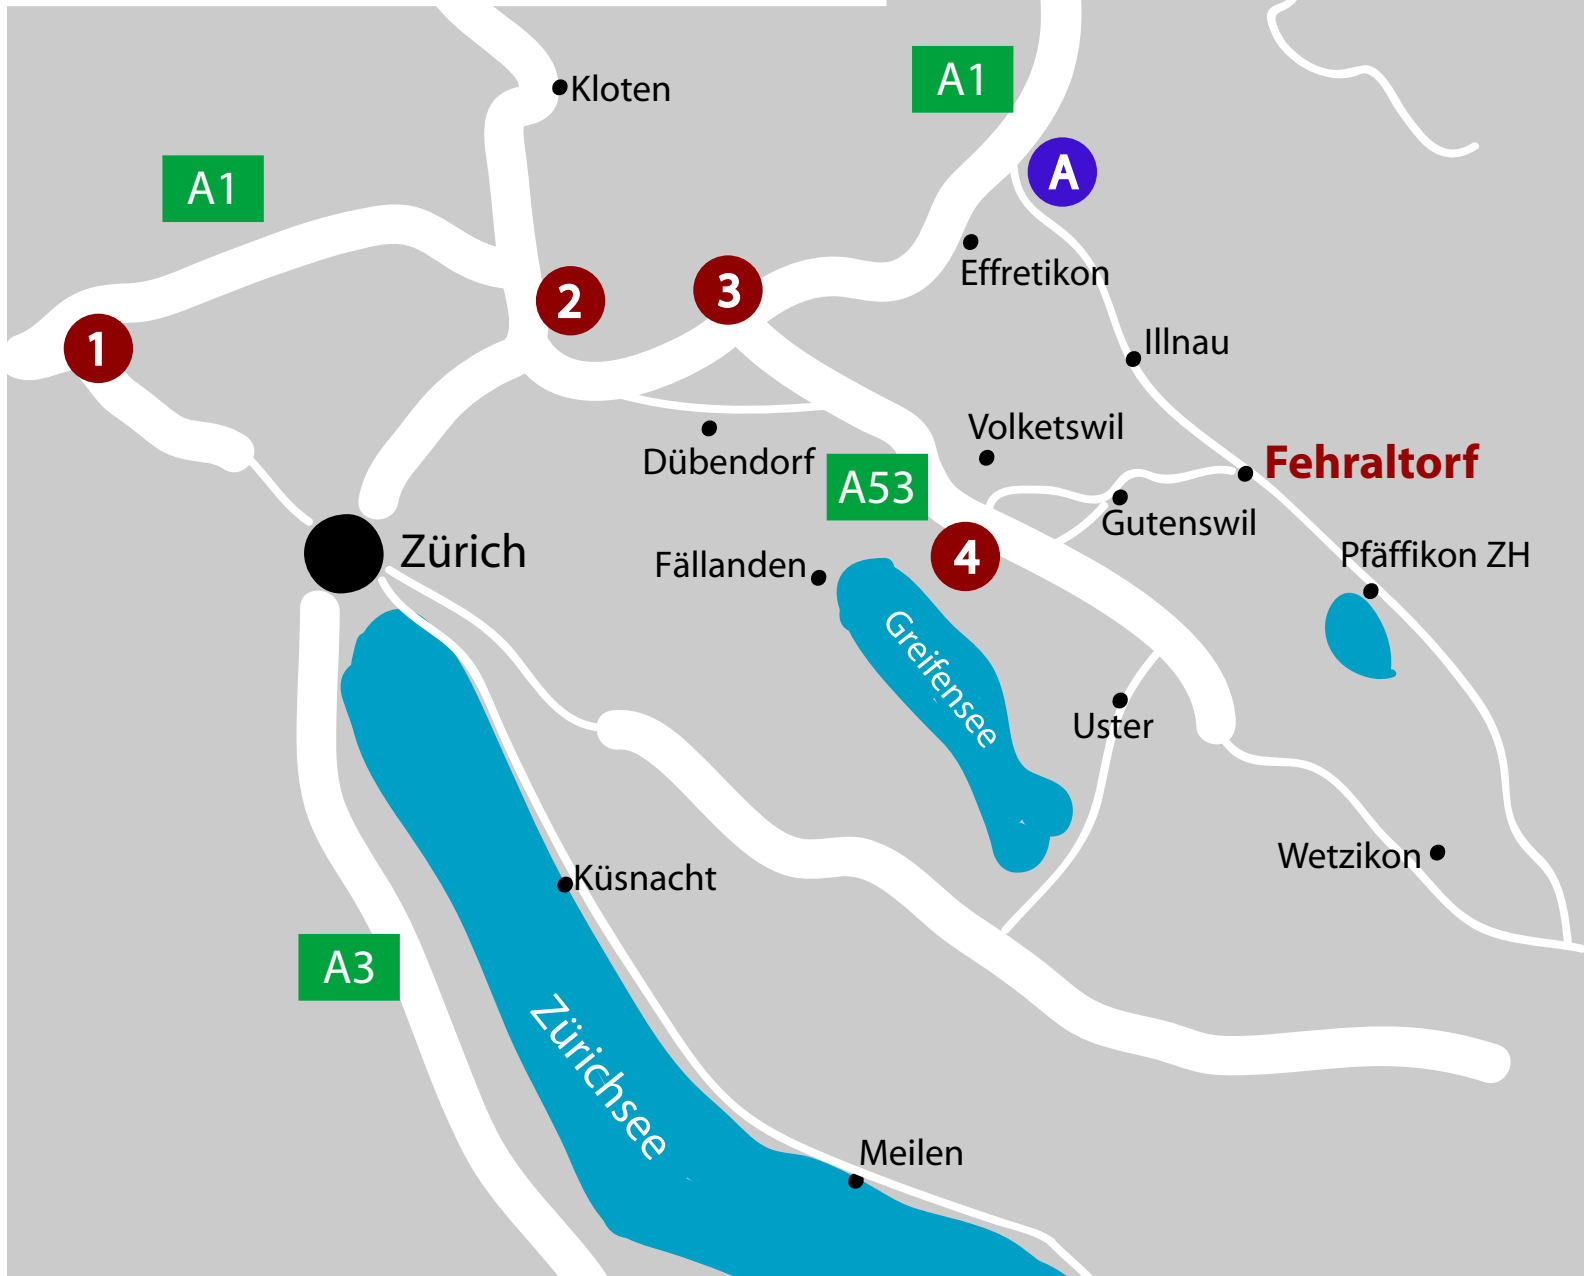 A1
Kloten
A
A1
Effretikon
3
2
1
Illnau
Volketswil
Dübendorf
Fehraltorf
A53
Gutenswil
Zürich
4
Pfäffikon ZH
Fällanden
Greifensee
Uster
Wetzikon
Küsnacht
A3
Zürichsee
Meilen